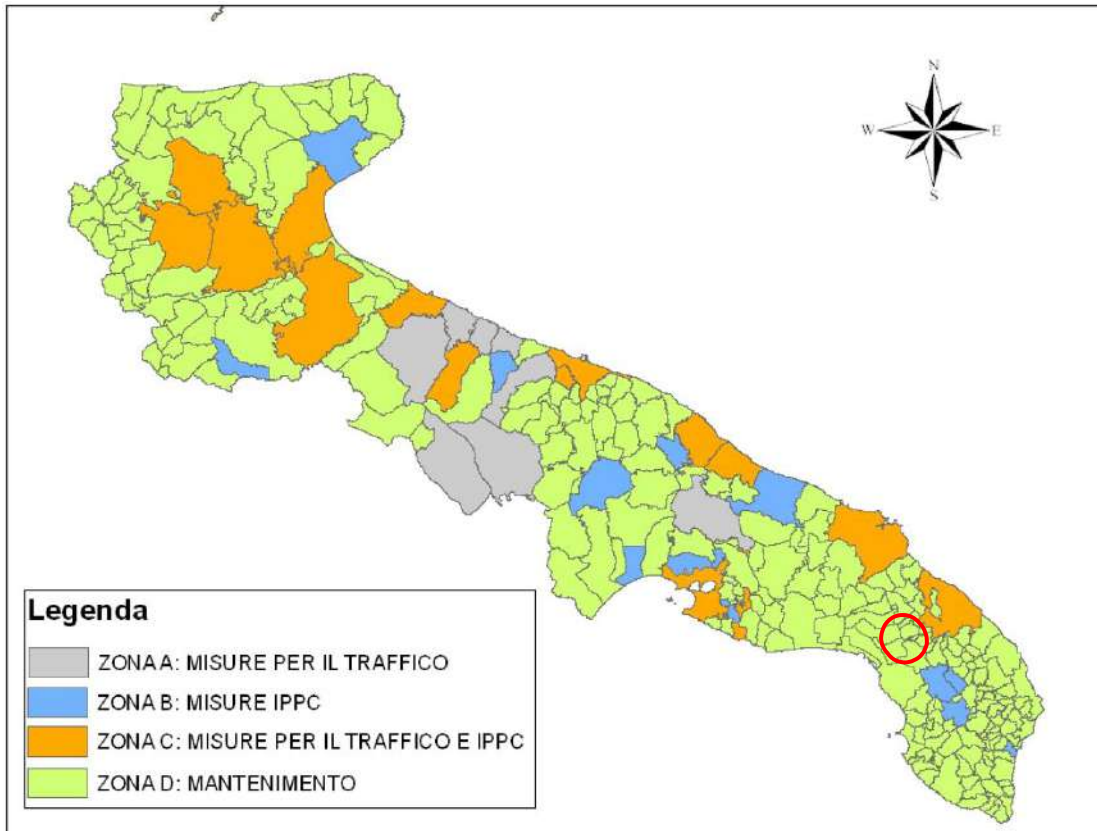 N
W E
S
Legenda
ZONA A: MISURE PER IL TRAFFICO
ZONA B: MISURE IPPC
ZONA C: MISURE PER IL TRAFFICO E IPPC
ZONA D: MANTENIMENTO